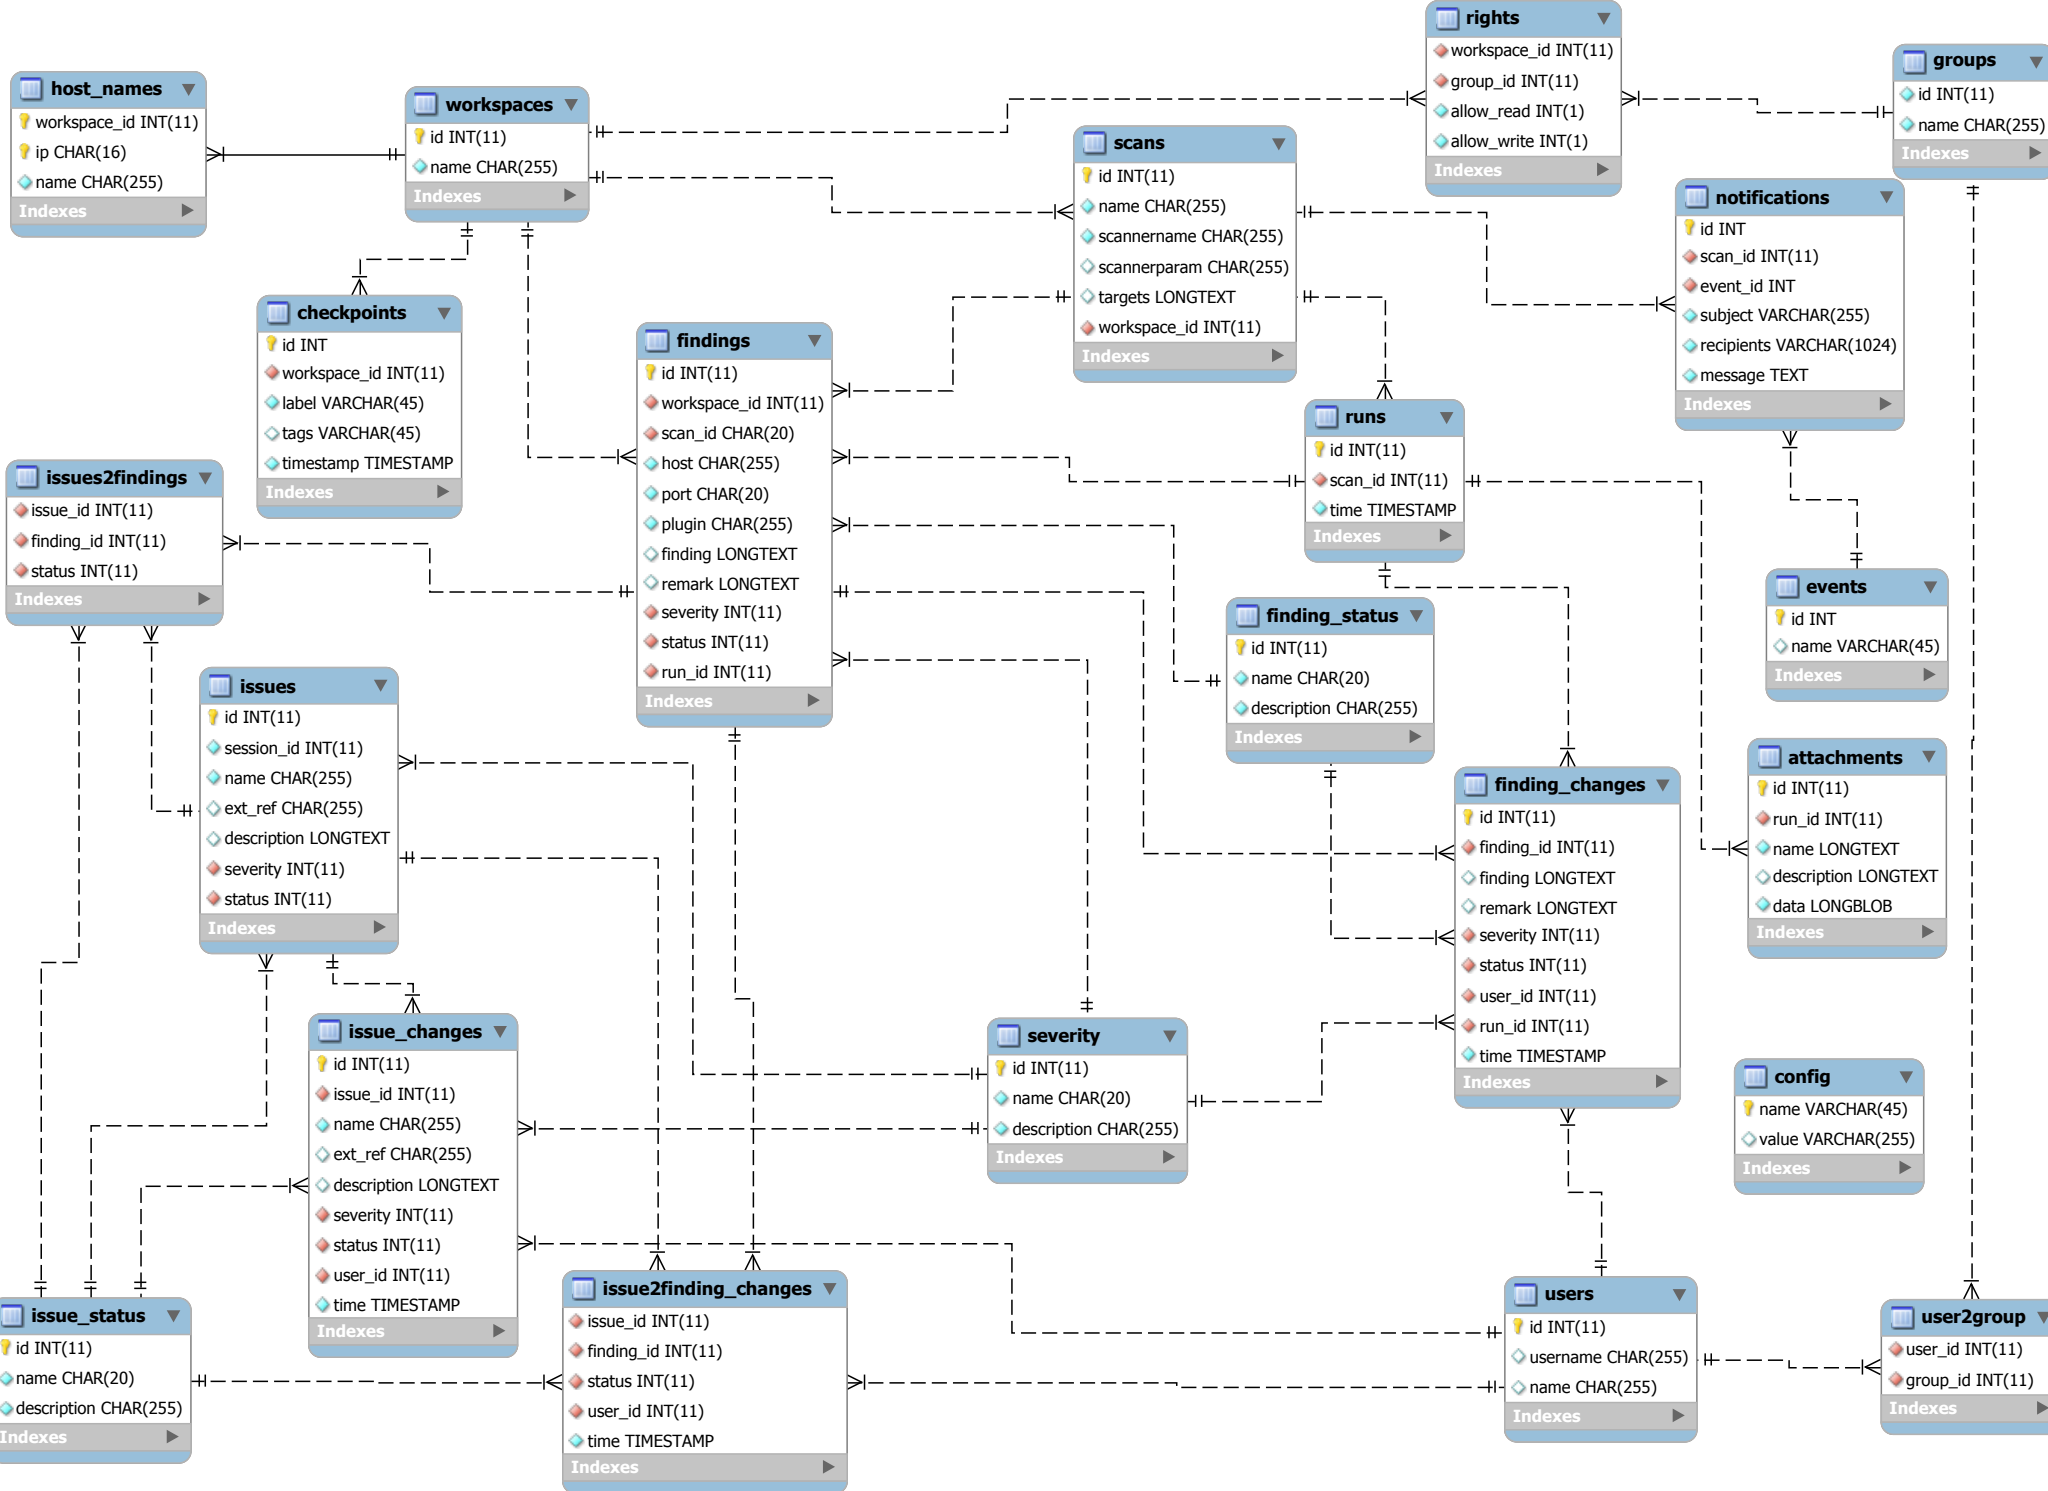 host_names
workspace_id INT(11)
ip CHAR(16)
name CHAR(255)
Indexes
workspaces
id INT(11)
name CHAR(255)
Indexes
rights
workspace_id INT(11)
group_id INT(11)
allow_read INT(1)
allow_write INT(1)
Indexes
groups
id INT(11)
name CHAR(255)
Indexes
scans
id INT(11)
name CHAR(255)
scannername CHAR(255)
scannerparam CHAR(255)
targets LONGTEXT
workspace_id INT(11)
Indexes
notifications
id INT
scan_id INT(11)
event_id INT
subject VARCHAR(255)
recipients VARCHAR(1024)
message TEXT
Indexes
checkpoints
id INT
workspace_id INT(11)
label VARCHAR(45)
tags VARCHAR(45)
timestamp TIMESTAMP
Indexes
findings
id INT(11)
workspace_id INT(11)
scan_id CHAR(20)
host CHAR(255)
port CHAR(20)
plugin CHAR(255)
finding LONGTEXT
remark LONGTEXT
severity INT(11)
status INT(11)
run_id INT(11)
Indexes
runs
id INT(11)
scan_id INT(11)
time TIMESTAMP
Indexes
issues2findings
issue_id INT(11)
finding_id INT(11)
status INT(11)
Indexes
finding_status
id INT(11)
name CHAR(20)
description CHAR(255)
Indexes
events
id INT
name VARCHAR(45)
Indexes
issues
id INT(11)
session_id INT(11)
name CHAR(255)
ext_ref CHAR(255)
description LONGTEXT
severity INT(11)
status INT(11)
Indexes
finding_changes
id INT(11)
finding_id INT(11)
finding LONGTEXT
remark LONGTEXT
severity INT(11)
status INT(11)
user_id INT(11)
run_id INT(11)
time TIMESTAMP
Indexes
attachments
id INT(11)
run_id INT(11)
name LONGTEXT
description LONGTEXT
data LONGBLOB
Indexes
issue_changes
id INT(11)
issue_id INT(11)
name CHAR(255)
ext_ref CHAR(255)
description LONGTEXT
severity INT(11)
status INT(11)
user_id INT(11)
time TIMESTAMP
Indexes
severity
id INT(11)
name CHAR(20)
description CHAR(255)
Indexes
config
name VARCHAR(45)
value VARCHAR(255)
Indexes
issue_status
id INT(11)
name CHAR(20)
description CHAR(255)
Indexes
issue2finding_changes
issue_id INT(11)
finding_id INT(11)
status INT(11)
user_id INT(11)
time TIMESTAMP
Indexes
users
id INT(11)
username CHAR(255)
name CHAR(255)
Indexes
user2group
user_id INT(11)
group_id INT(11)
Indexes